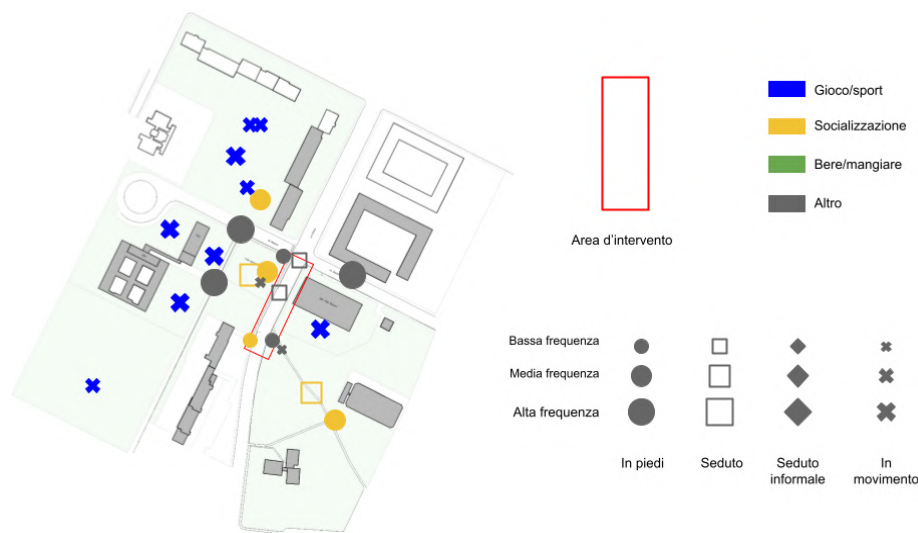 Gioco/sport
Socializzazione
Bere/mangiare
Altro
Area d'intervento
Bassa frequenza
Media frequenza
Alta frequenza
In piedi
Seduto
Seduto
informale
In
movimento